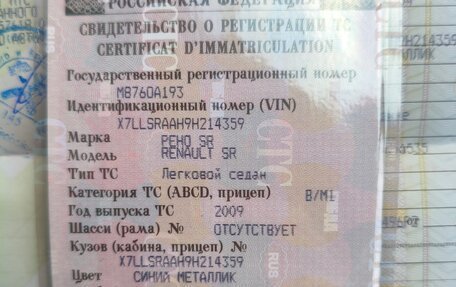 РОССИЙСКАЯ ФЕДЕРАЦИЯ
СВИДЕТЕЛЬСТВО О РЕГИСТРАЦИИ ТС
CERTIFICAT D'IMMATRICULATION
Государственный регистрационный номер
М876ОА193
Идентификационный номер (VIN)
X7LLSRAAH9H214359
Марка РЕНО SR
Модель RENAULT SR
Тип ТС Легковой седан
Категория ТС (ABCD, прицеп) B/M1
Год выпуска ТС 2009
Шасси (рама) № ОТСУТСТВУЕТ
Кузов (кабина, прицеп) №
X7LLSRAAH9H214359
Цвет СИНИЙ МЕТАЛЛИК